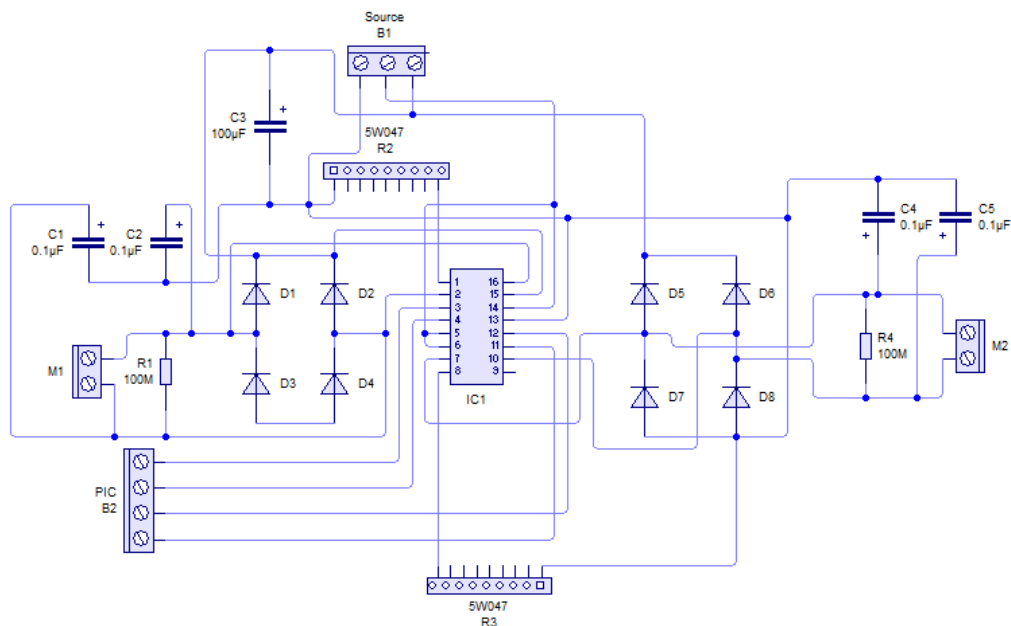 Source
B1
C3
100µF
+
5W047
R2
C1
0.1µF
+
C2
0.1µF
+
C4
0.1µF
+
C5
0.1µF
+
D1
D2
D3
D4
1
2
3
4
5
6
7
8
16
15
14
13
12
11
10
9
IC1
D5
D6
D7
D8
M1
R1
100M
R4
100M
M2
PIC
B2
5W047
R3